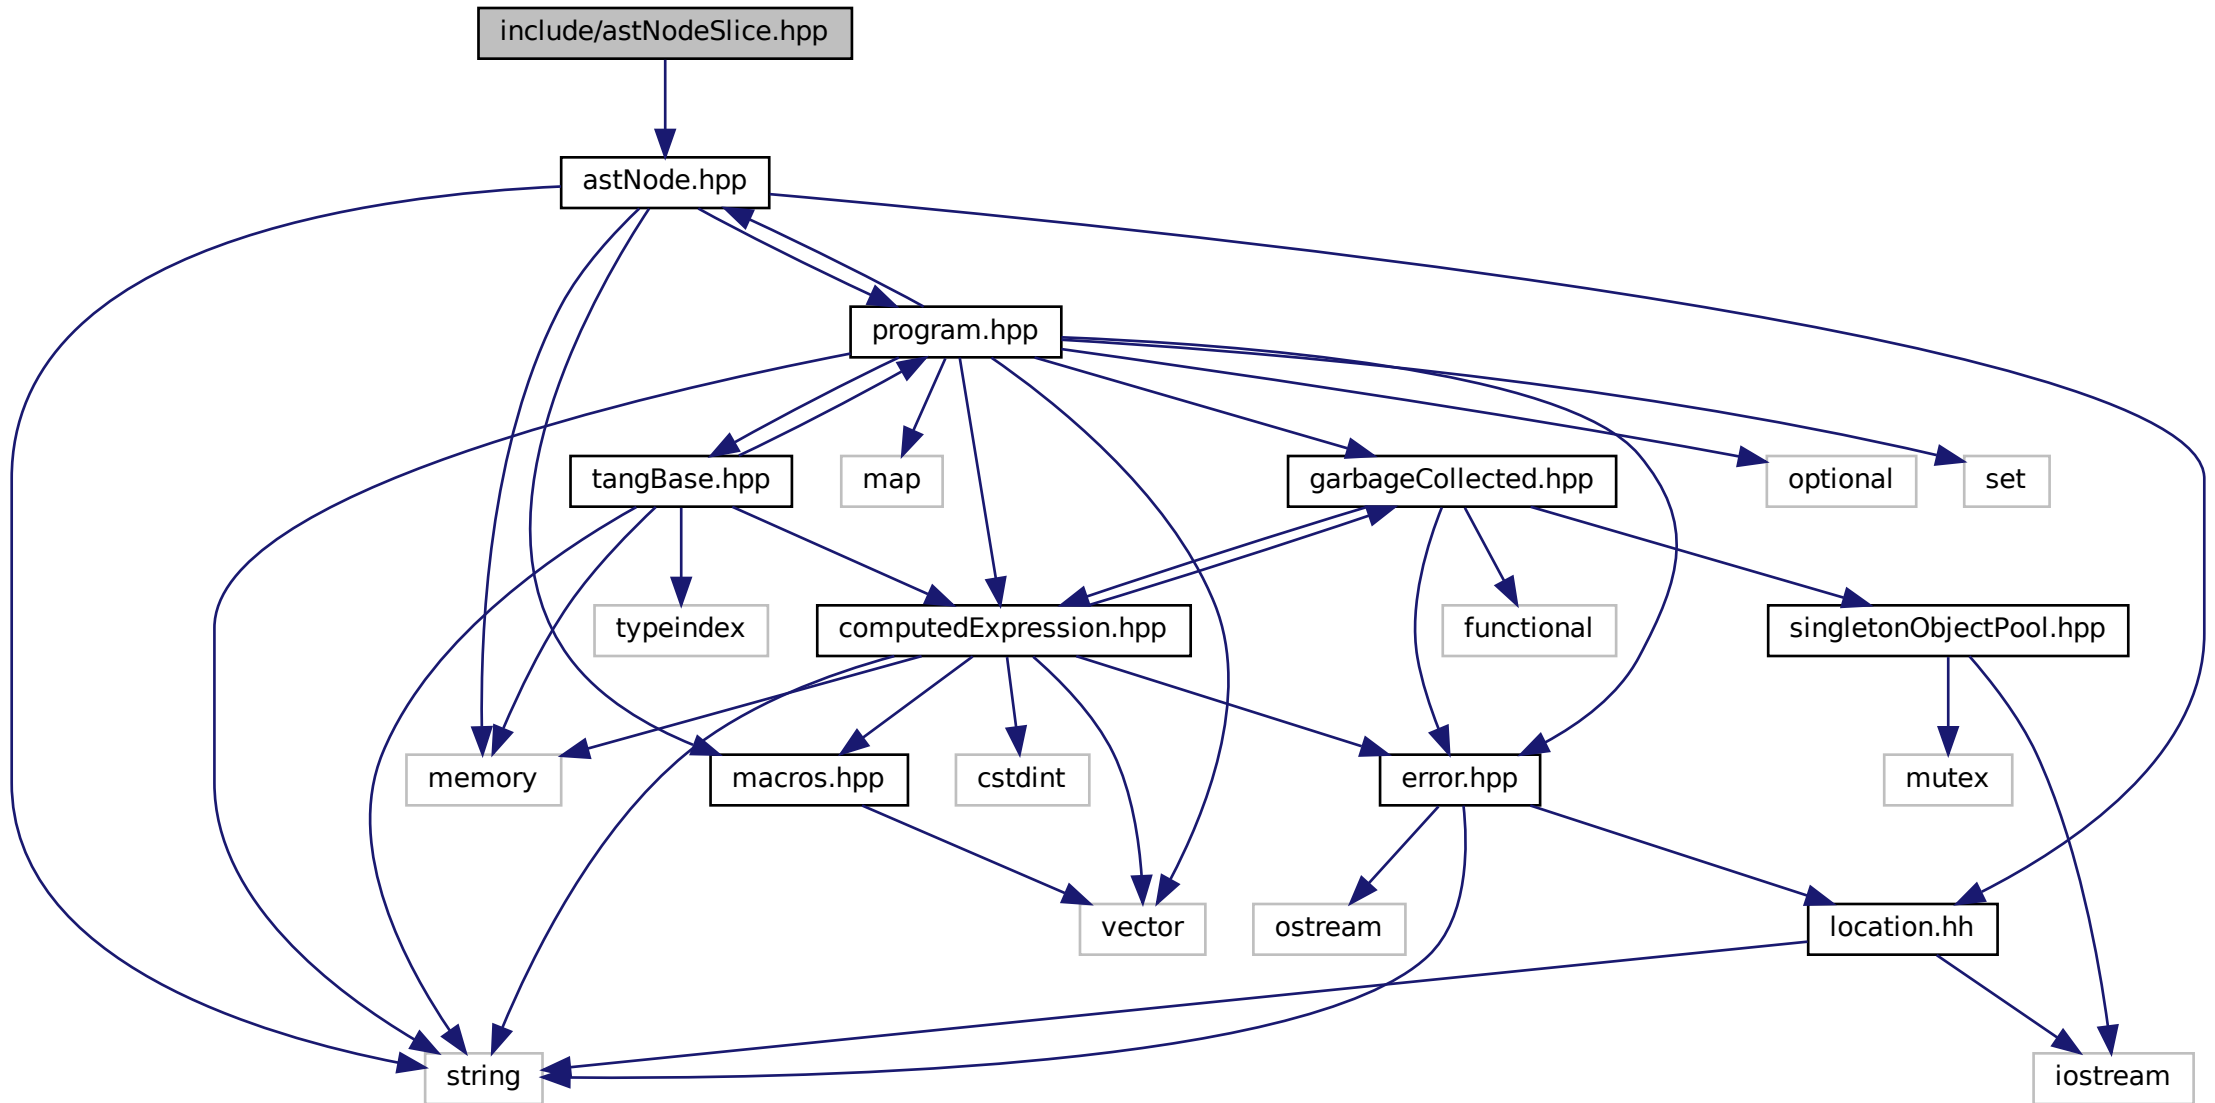 include/astNodeSlice.hpp
astNode.hpp
program.hpp
tangBase.hpp
map
garbageCollected.hpp
optional
set
typeindex
computedExpression.hpp
functional
singletonObjectPool.hpp
memory
macros.hpp
cstdint
error.hpp
mutex
vector
ostream
location.hh
string
iostream